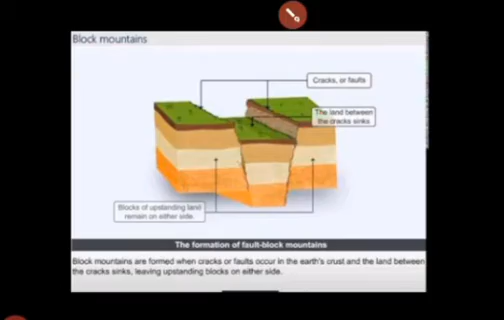 Block mountains
Cracks, or faults
The land between
the cracks sinks
Blocks of upstanding land
remain on either side
The formation of fault-block mountains
Block mountains are formed when cracks or faults occur in the earth's crust and the land between
the cracks sinks, leaving upstanding blocks on either side.